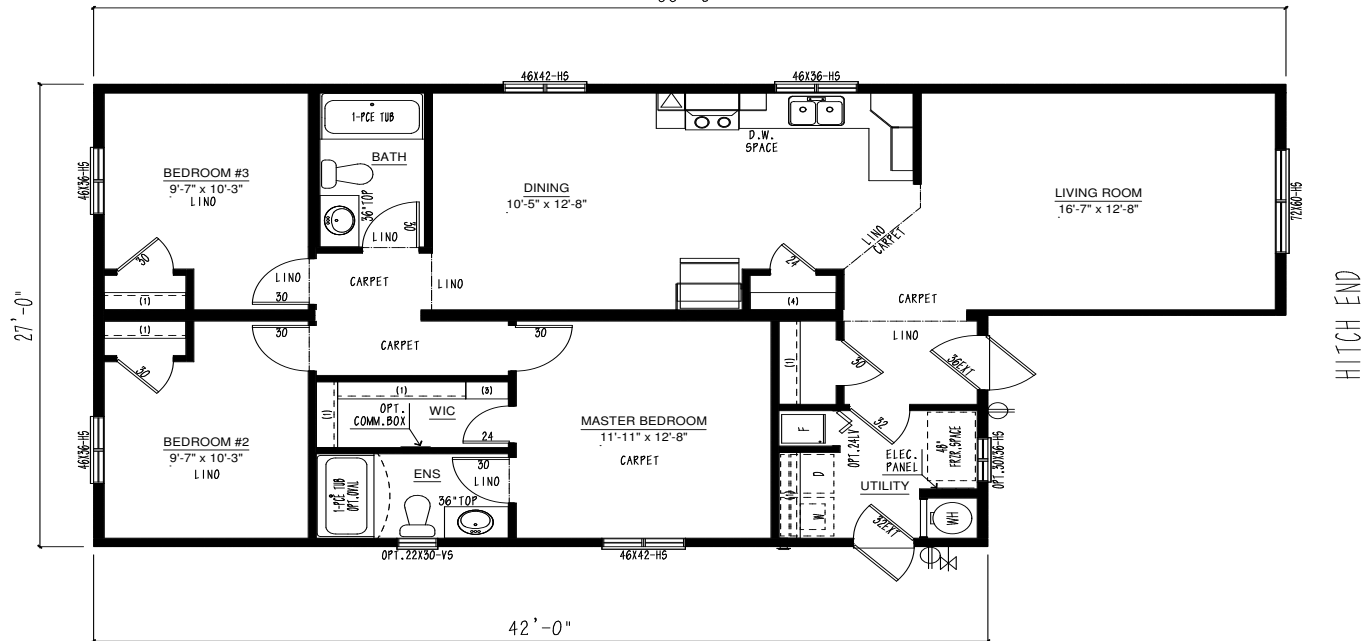 46X42-HS
46X36-HS
1-PCE TUB
D.W.
SPACE
BATH
BEDROOM #3
9'-7" x 10'-3"
LINO
46X36-HS
DINING
10'-5" x 12'-8"
LIVING ROOM
16'-7" x 12'-8"
72X60-HS
36"TOP
LINO
LINO
CARPET
30
30
LINO
30
CARPET
LINO
24
(1)
(4)
CARPET
27'-0"
HITCH END
(1)
30
30
CARPET
30
LINO
(1)
30
36EXT
(1)
(3)
(1)
OPT.
COMM.BOX
WIC
24
MASTER BEDROOM
11'-11" x 12'-8"
CARPET
F
OPT.24LV
32
48"
FRZR.SPACE
ELEC.
PANEL
OPT.30X36-HS
BEDROOM #2
9'-7" x 10'-3"
LINO
46X36-HS
1-PCE TUB
OPT.OVAL
ENS
30
LINO
36"TOP
D
W
UTILITY
32EXT
WH
OPT.22X30-VS
46X42-HS
42'-0"